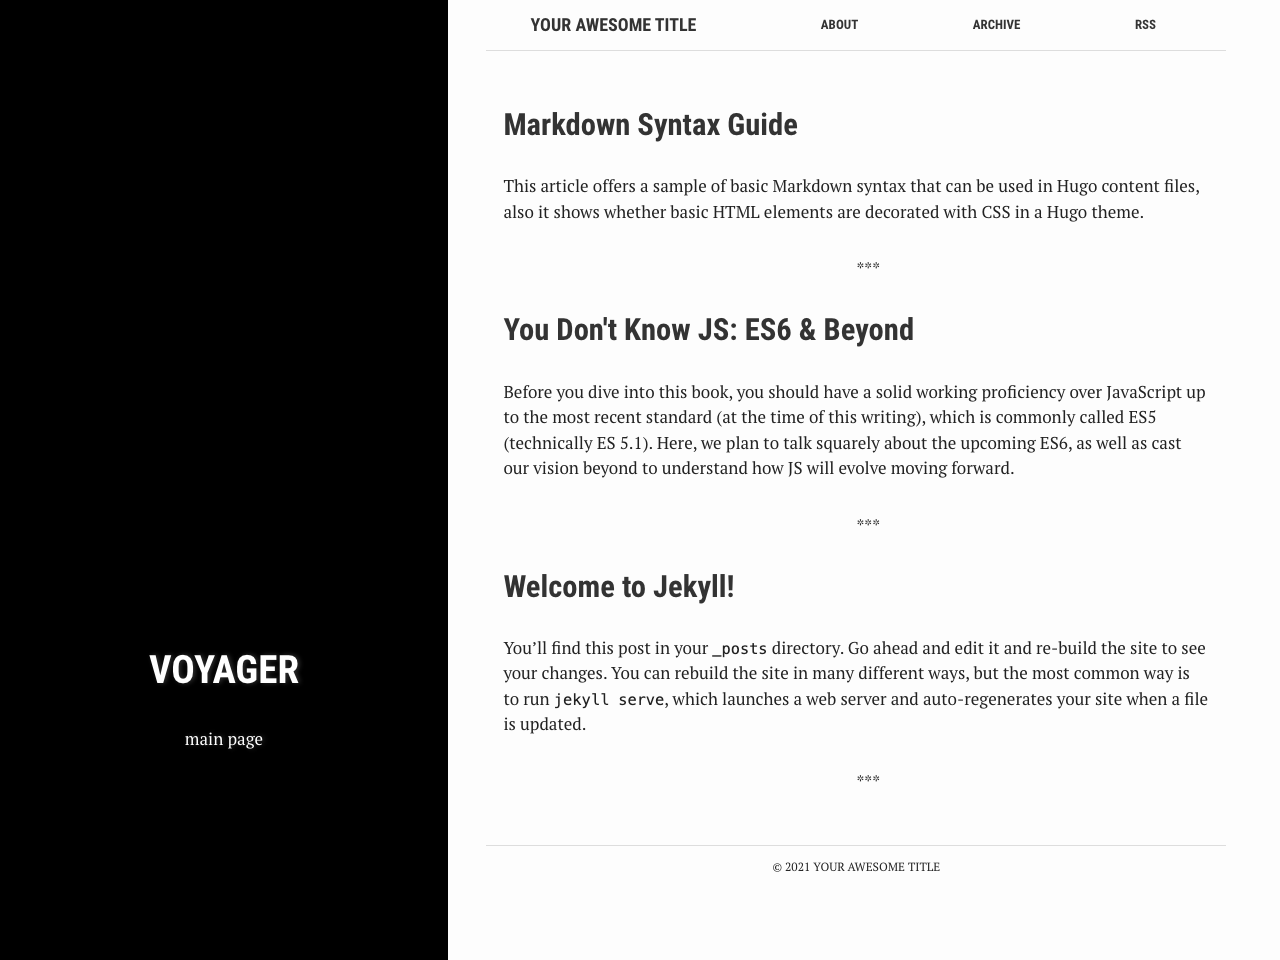 YOUR AWESOME TITLE
ABOUT
ARCHIVE
RSS
Markdown Syntax Guide
This article offers a sample of basic Markdown syntax that can be used in Hugo content files,
also it shows whether basic HTML elements are decorated with CSS in a Hugo theme.
***
You Don't Know JS: ES6 & Beyond
Before you dive into this book, you should have a solid working proficiency over JavaScript up
to the most recent standard (at the time of this writing), which is commonly called ES5
(technically ES 5.1). Here, we plan to talk squarely about the upcoming ES6, as well as cast
our vision beyond to understand how JS will evolve moving forward.
***
Welcome to Jekyll!
You’ll find this post in your _posts directory. Go ahead and edit it and re-build the site to see
your changes. You can rebuild the site in many different ways, but the most common way is
to run jekyll serve, which launches a web server and auto-regenerates your site when a file
is updated.
***
VOYAGER
main page
© 2021 YOUR AWESOME TITLE